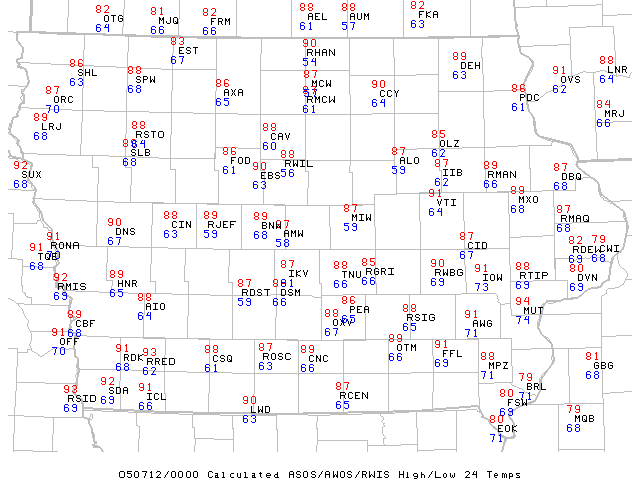 82
OTG
64
81
MJQ
66
82
FRM
66
88
AEL
61
88
AUM
57
82
FKA
63
83
EST
67
90
RHAN
54
89
DEH
63
88
LNR
64
91
OVS
62
86
SHL
63
88
SPW
68
87
MCW
87
RMCW
61
90
CCY
64
86
AXA
65
87
ORC
70
86
PDC
61
84
MRJ
66
89
LRJ
68
88
RSTO
64
88
SLB
68
88
CAV
60
85
OLZ
62
86
FOD
61
88
RWIL
56
90
EBS
63
87
ALO
59
87
IIB
62
89
RMAN
66
87
DBQ
68
92
SUX
68
91
VTI
64
89
MXO
68
90
DNS
67
88
CIN
63
89
RJEF
59
89
BNW
68
87
AMW
58
87
MIW
59
87
RMAQ
68
91
RONA
70
91
TQE
68
87
CID
67
82
RDEW
69
79
CWI
68
92
RMIS
69
89
HNR
65
87
IKV
61
88
TNU
66
85
RGRI
66
90
RWBG
69
91
IOW
73
88
RTIP
69
80
DVN
69
87
RDST
59
88
DSM
66
88
AIO
64
86
PEA
65
88
OXV
67
88
RSIG
65
91
AWG
71
94
MUT
74
89
CBF
68
91
OFF
70
91
RDK
68
93
RRED
62
88
CSQ
61
87
ROSC
63
89
CNC
66
89
OTM
66
91
FFL
69
88
MPZ
71
81
GBG
68
93
RSID
69
92
SDA
69
91
ICL
66
87
RCEN
65
79
BRL
71
80
FSW
69
90
LWD
63
80
EOK
71
79
MQB
68
050712/0000 Calculated ASOS/AWOS/RWIS High/Low 24 Temps